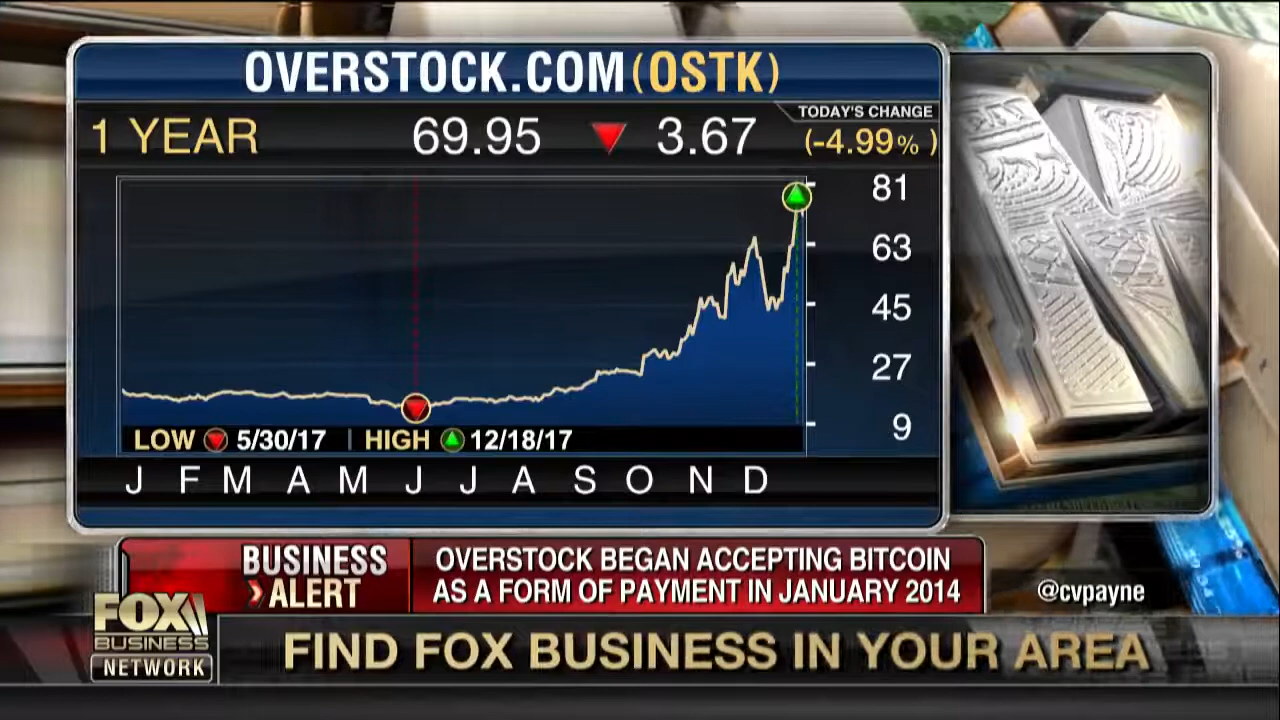 OVERSTOCK.COM (OSTK)
TODAY'S CHANGE
1 YEAR 69.95 3.67 (-4.99%)
81
63
45
27
9
LOW 5/30/17 | HIGH 12/18/17
J F M A M J J A S O N D
BUSINESS ALERT
OVERSTOCK BEGAN ACCEPTING BITCOIN
AS A FORM OF PAYMENT IN JANUARY 2014
@cvpayne
FOX
BUSINESS
NETWORK
FIND FOX BUSINESS IN YOUR AREA